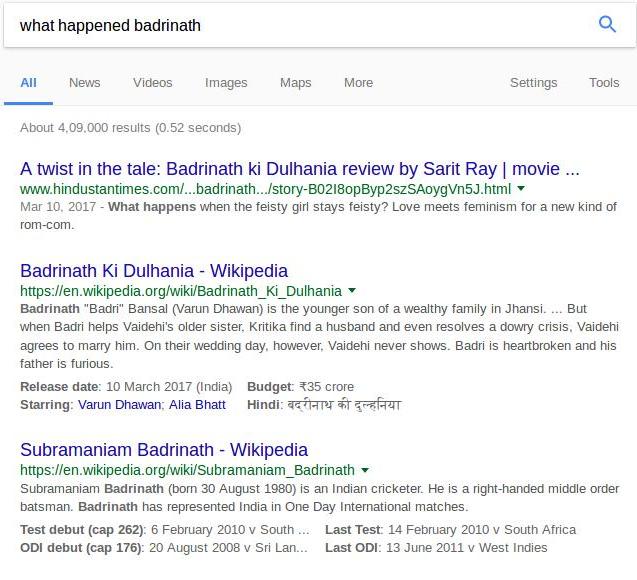 what happened badrinath
All News Videos Images Maps More Settings Tools
About 4,09,000 results (0.52 seconds)
A twist in the tale: Badrinath ki Dulhania review by Sarit Ray | movie ...
www.hindustantimes.com/...badrinath.../story-B02I8opByp2szSAoygVn5J.html
Mar 10, 2017 - What happens when the feisty girl stays feisty? Love meets feminism for a new kind of
rom-com.
Badrinath Ki Dulhania - Wikipedia
https://en.wikipedia.org/wiki/Badrinath_Ki_Dulhania
Badrinath "Badri" Bansal (Varun Dhawan) is the younger son of a wealthy family in Jhansi. ... But
when Badri helps Vaidehi's older sister, Kritika find a husband and even resolves a dowry crisis, Vaidehi
agrees to marry him. On their wedding day, however, Vaidehi never shows. Badri is heartbroken and his
father is furious.
Release date: 10 March 2017 (India) Budget: ₹35 crore
Starring: Varun Dhawan; Alia Bhatt Hindi: बद्रीनाथ की दुल्हनिया
Subramaniam Badrinath - Wikipedia
https://en.wikipedia.org/wiki/Subramaniam_Badrinath
Subramaniam Badrinath (born 30 August 1980) is an Indian cricketer. He is a right-handed middle order
batsman. Badrinath has represented India in One Day International matches.
Test debut (cap 262): 6 February 2010 v South ... Last Test: 14 February 2010 v South Africa
ODI debut (cap 176): 20 August 2008 v Sri Lan... Last ODI: 13 June 2011 v West Indies